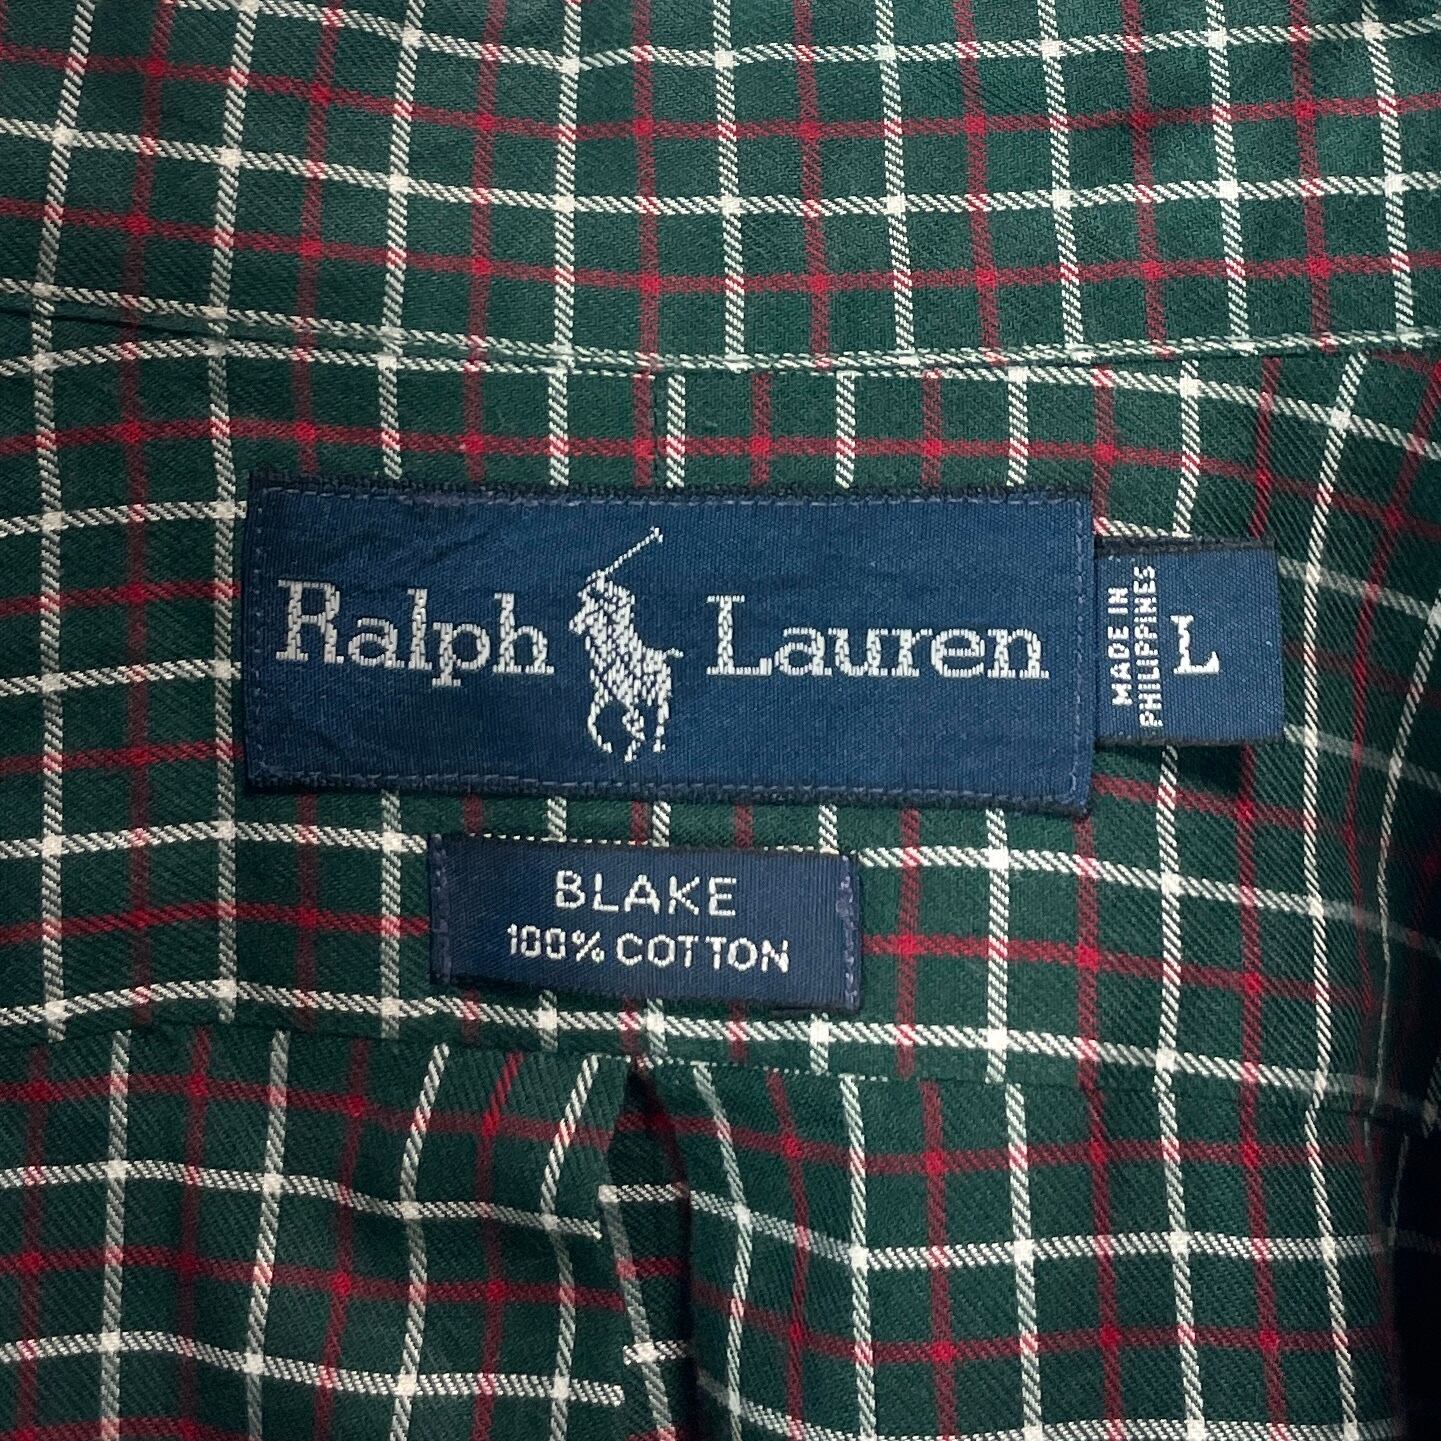 Ralph Lauren
MADE IN
PHILIPPINES
L
BLAKE
100% COTTON